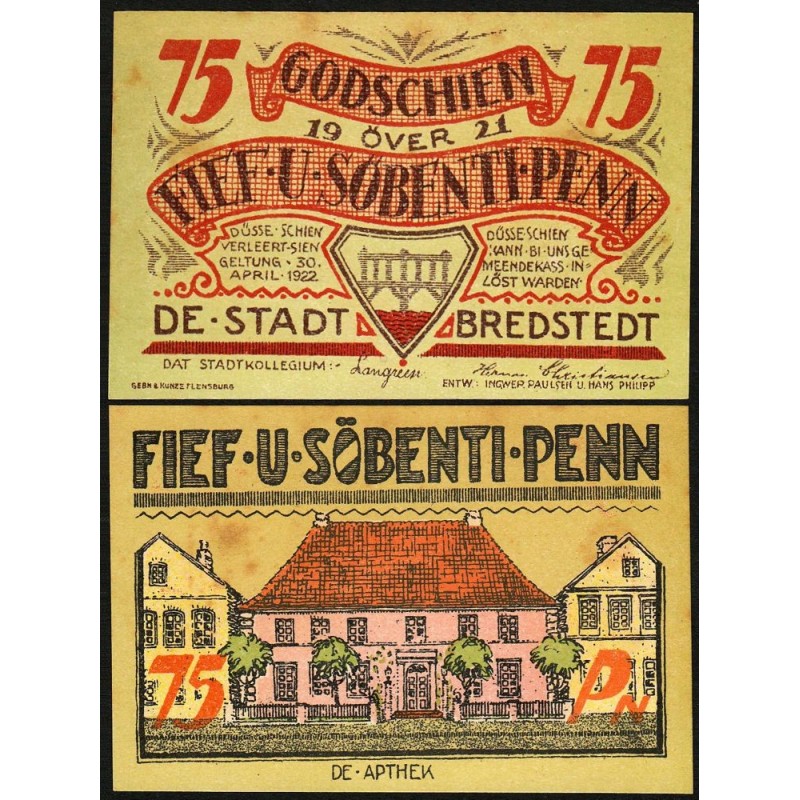 75 GODSCHIEN 75
19 ÖVER 21
FIEF·U·SÖBENTI·PENN
DÜSSE·SCHIEN
VERLEERT·SIEN
GELTUNG·30.
APRIL·1922
DÜSSE SCHIEN
KANN·BI·UNS GE
MEENDEKASS·IN-
LÖST WARDEN·
DE·STADT BREDSTEDT
DAT STADTKOLLEGIUM:- Langreen Christiansen
GEBR & KUNZE FLENSBURG
ENTW.: INGWER PAULSEN U. HANS PHILIPP
FIEF·U·SÖBENTI·PENN
75 PN
DE·APTHEK